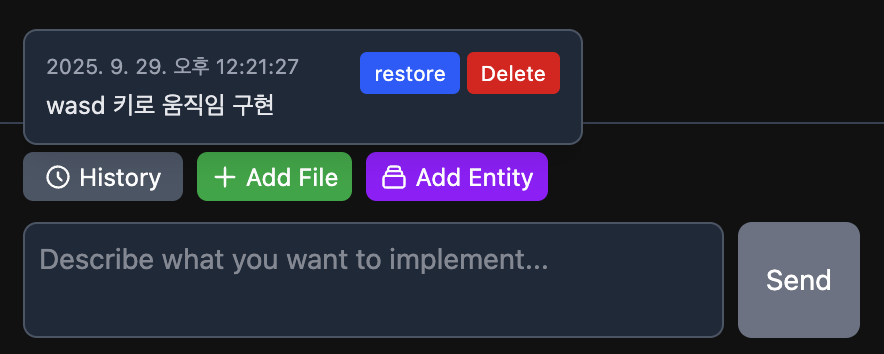 2025. 9. 29. 오후 12:21:27
restore
Delete
wasd 키로 움직임 구현
History
Add File
Add Entity
Describe what you want to implement...
Send